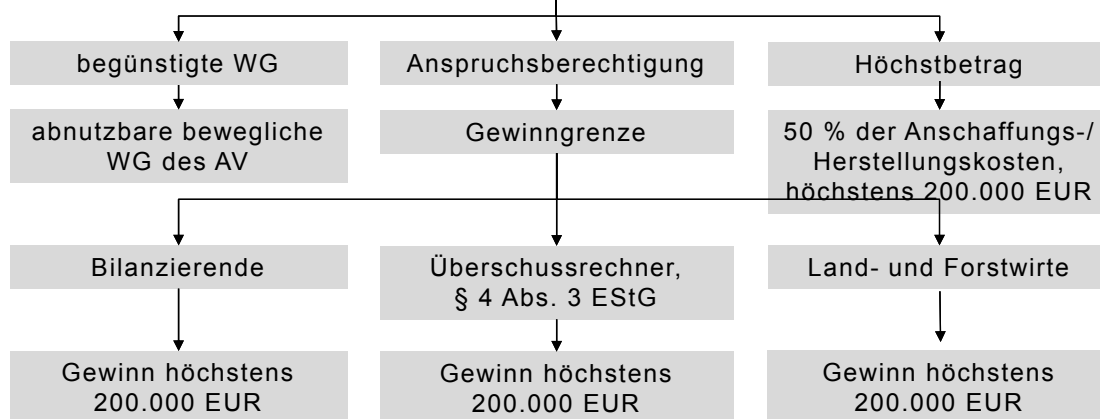 begünstigte WG
Anspruchsberechtigung
Höchstbetrag
abnutzbare bewegliche
WG des AV
Gewinngrenze
50 % der Anschaffungs-/
Herstellungskosten,
höchstens 200.000 EUR
Bilanzierende
Überschussrechner,
§ 4 Abs. 3 EStG
Land- und Forstwirte
Gewinn höchstens
200.000 EUR
Gewinn höchstens
200.000 EUR
Gewinn höchstens
200.000 EUR